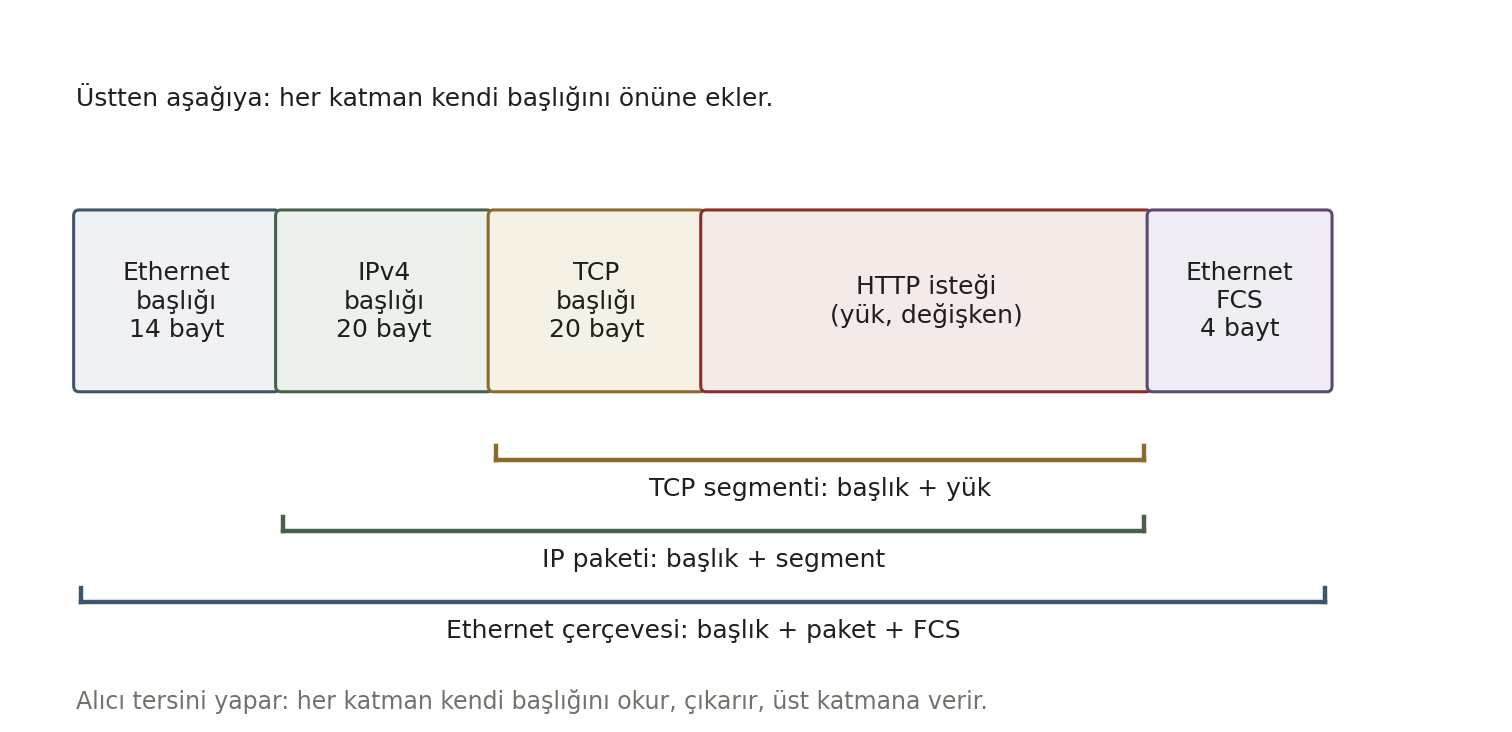 Üstten aşağıya: her katman kendi başlığını önüne ekler.
Ethernet
başlığı
14 bayt
IPv4
başlığı
20 bayt
TCP
başlığı
20 bayt
HTTP isteği
(yük, değişken)
Ethernet
FCS
4 bayt
TCP segmenti: başlık + yük
IP paketi: başlık + segment
Ethernet çerçevesi: başlık + paket + FCS
Alıcı tersini yapar: her katman kendi başlığını okur, çıkarır, üst katmana verir.